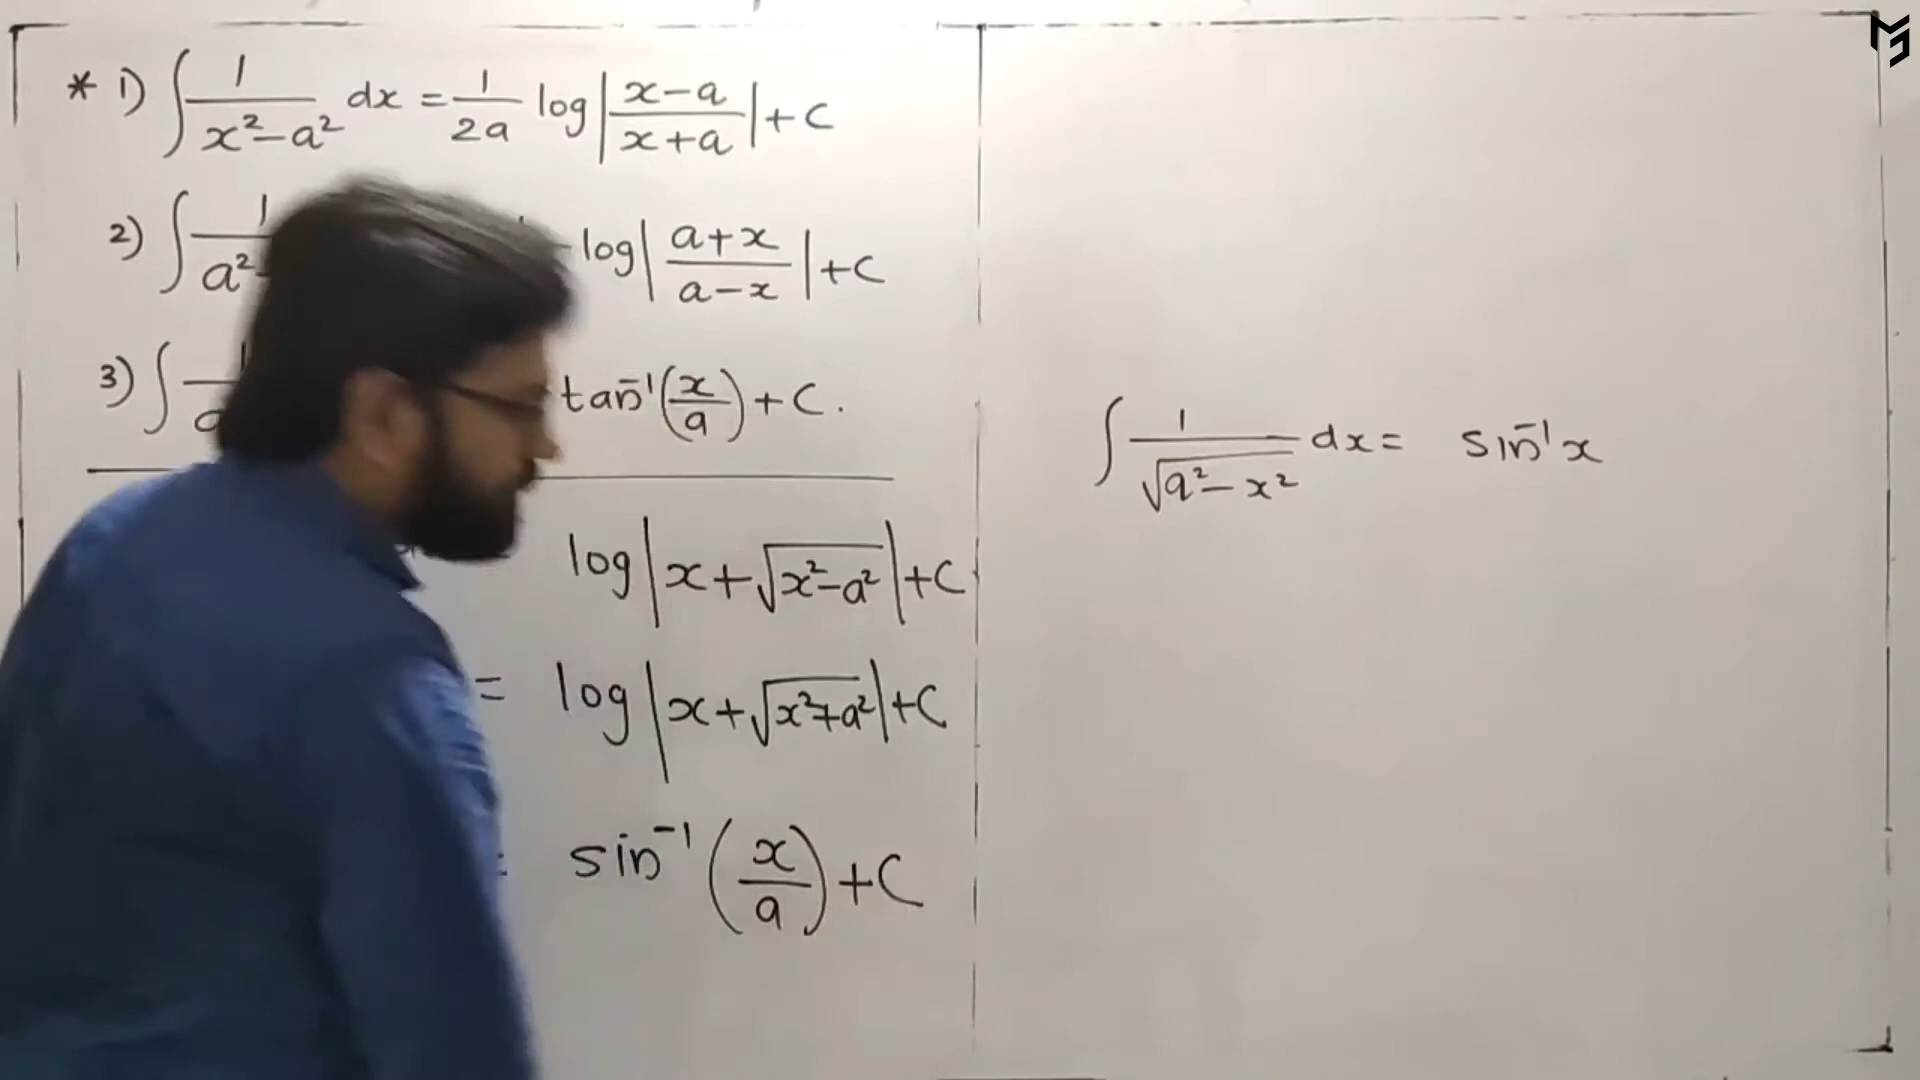 * 1) ∫ 1/(x²-a²) dx = 1/2a log|(x-a)/(x+a)| + C
2) ∫ 1/a² log|(a+x)/(a-x)| + C
3) ∫ tan⁻¹(x/a) + C.
log|x+√(x²-a²)| + C
= log|x+√(x²+a²)| + C
sin⁻¹(x/a) + C
∫ 1/√(a²-x²) dx = sin⁻¹x